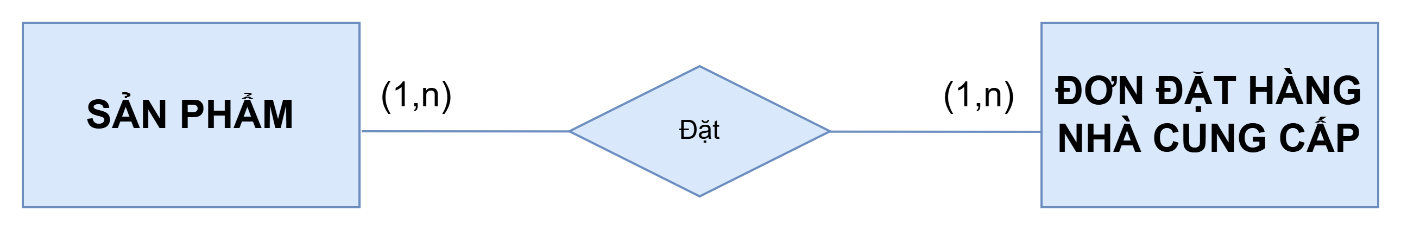 SẢN PHẨM
(1,n)
Đặt
(1,n)
ĐƠN ĐẶT HÀNG
NHÀ CUNG CẤP